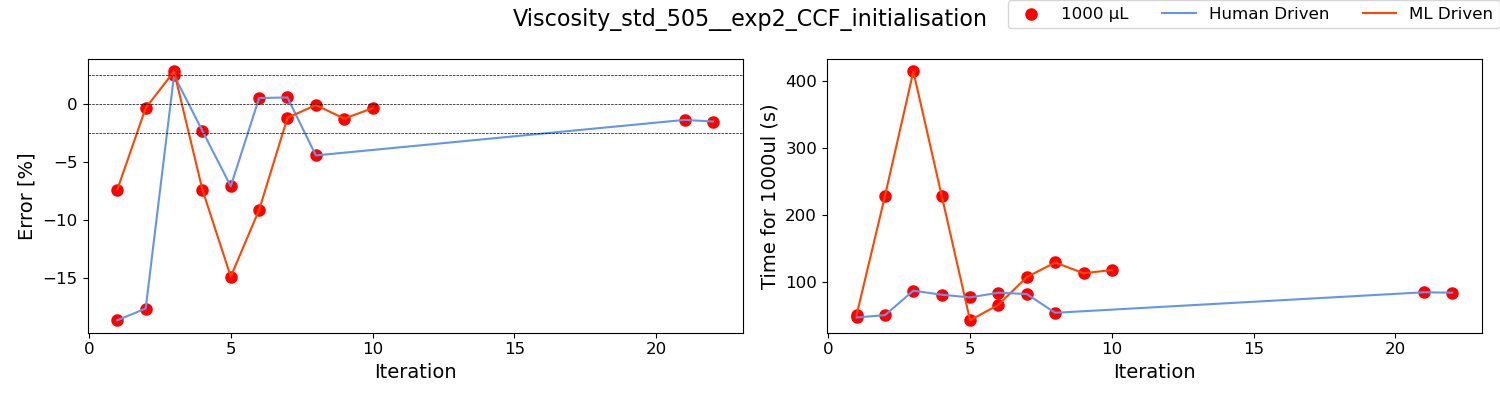 Viscosity_std_505__exp2_CCF_initialisation
1000 µL
Human Driven
ML Driven
Error [%]
0
−5
−10
−15
0
5
10
15
20
Iteration
Time for 1000ul (s)
400
300
200
100
0
5
10
15
20
Iteration